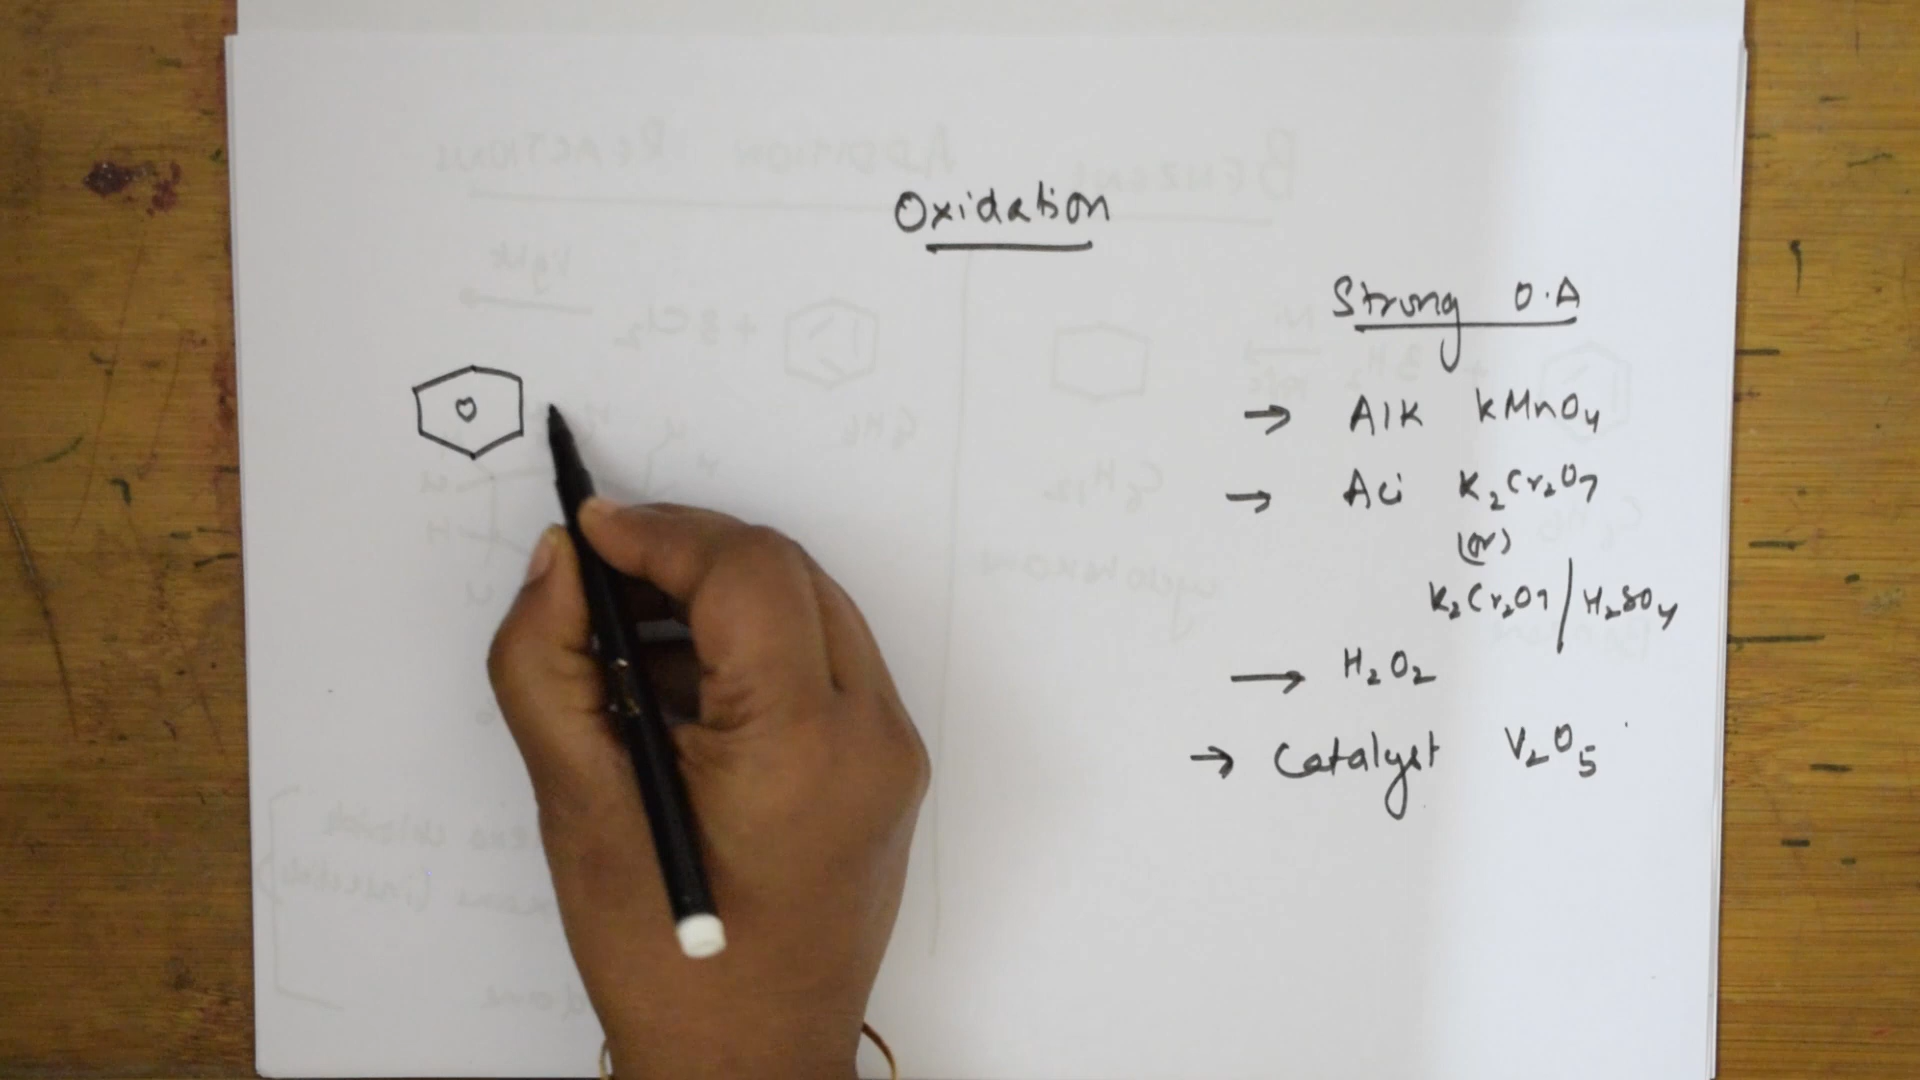 Oxidation
Strong O.A
→ Alk KMnO4
→ Aci K2Cr2O7
(or)
K2Cr2O7 / H2SO4
→ H2O2
→ Catalyst V2O5